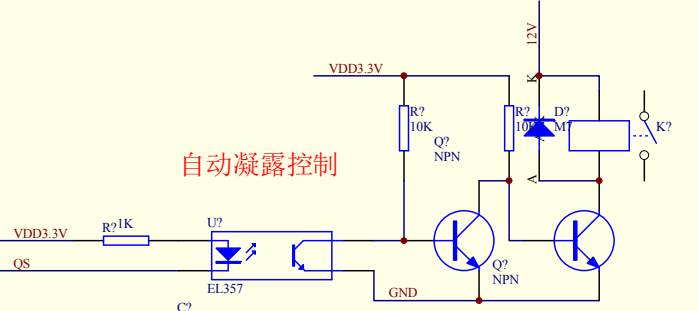 12V
VDD3.3V
K
R?
10K
Q?
NPN
R?
10K
D?
M?
K?
自动凝露控制
A
VDD3.3V
R?
1K
U?
QS
EL357
GND
Q?
NPN
C?